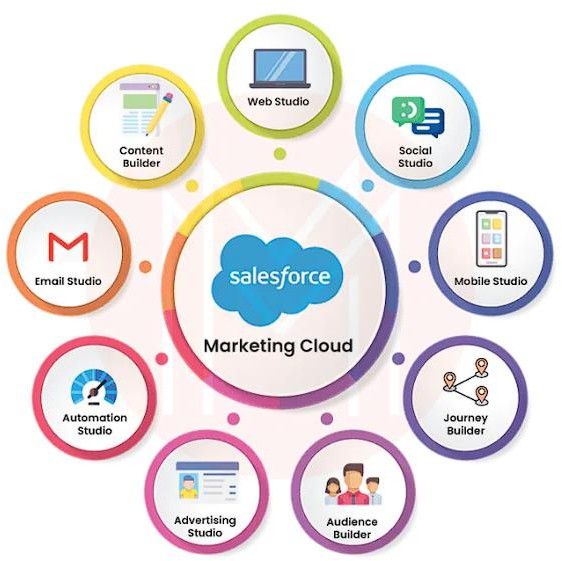 Web Studio
Content
Builder
Social
Studio
Email Studio
Mobile Studio
salesforce
Marketing Cloud
Automation
Studio
Journey
Builder
Advertising
Studio
Audience
Builder